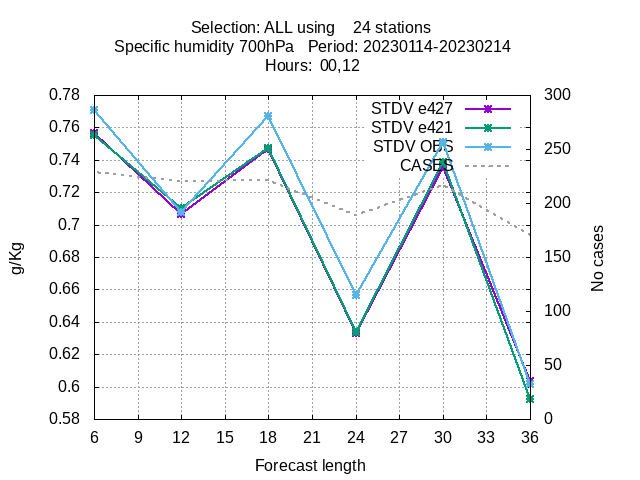 Selection: ALL using    24 stations
Specific humidity 700hPa   Period: 20230114-20230214
Hours:  00,12
STDV e427
STDV e421
STDV OBS
CASES
0.78
0.76
0.74
0.72
0.7
0.68
0.66
0.64
0.62
0.6
0.58
g/Kg
300
250
200
150
100
50
0
No cases
6 9 12 15 18 21 24 27 30 33 36
Forecast length